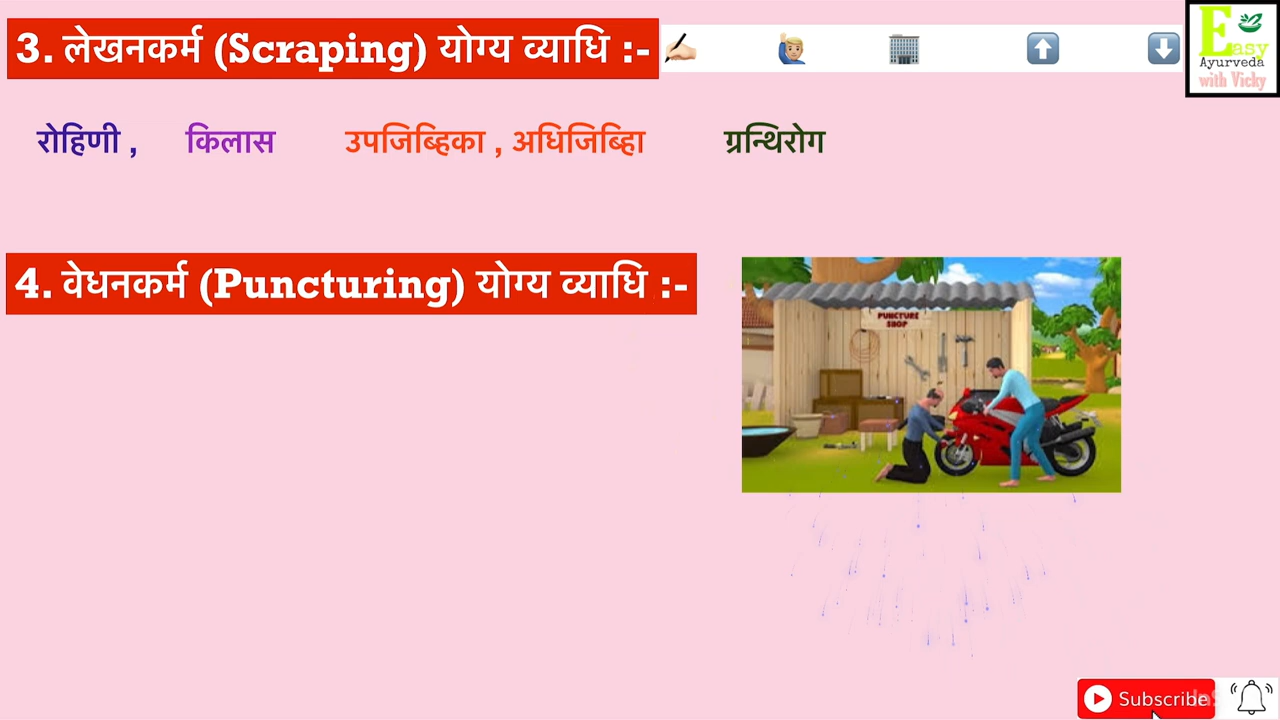 3. लेखनकर्म (Scraping) योग्य व्याधि :-
Easy
Ayurveda
with Vicky
रोहिणी , किलास उपजिब्हिका , अधिजिब्हिा ग्रन्थिरोग
4. वेधनकर्म (Puncturing) योग्य व्याधि :-
PUNCTURE
SHOP
Subscribe